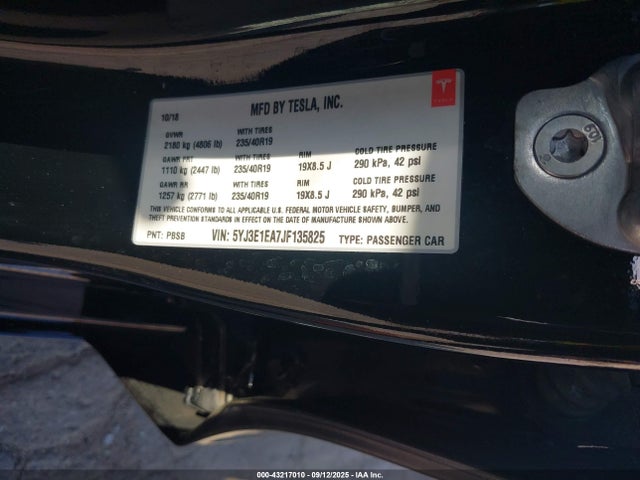 MFD BY TESLA, INC.
TESLA
10/18
GVWR WITH TIRES
2180 kg (4806 lb) 235/40R19
GAWR FRT WITH TIRES RIM COLD TIRE PRESSURE
1110 kg (2447 lb) 235/40R19 19X8.5 J 290 kPa, 42 psi
GAWR RR WITH TIRES RIM COLD TIRE PRESSURE
1257 kg (2771 lb) 235/40R19 19X8.5 J 290 kPa, 42 psi
THIS VEHICLE CONFORMS TO ALL APPLICABLE U.S. FEDERAL MOTOR VEHICLE SAFETY, BUMPER, AND
THEFT PREVENTION STANDARDS IN EFFECT ON DATE OF MANUFACTURE SHOWN ABOVE.
PNT: PBSB VIN: 5YJ3E1EA7JF135825 TYPE: PASSENGER CAR
000-43217010 - 09/12/2025 - IAAI INC.